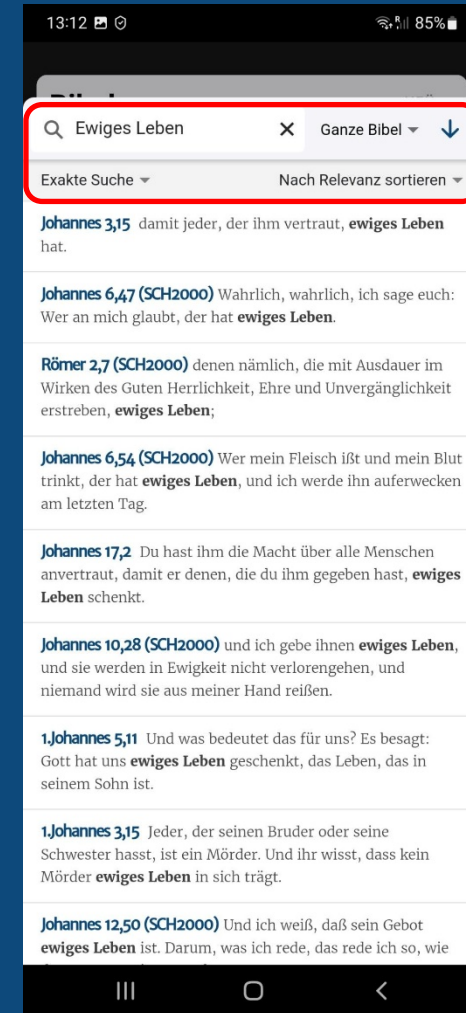 13:12
85%
Ewiges Leben
Ganze Bibel
Exakte Suche
Nach Relevanz sortieren
Johannes 3,15 damit jeder, der ihm vertraut, ewiges Leben
hat.
Johannes 6,47 (SCH2000) Wahrlich, wahrlich, ich sage euch:
Wer an mich glaubt, der hat ewiges Leben.
Römer 2,7 (SCH2000) denen nämlich, die mit Ausdauer im
Wirken des Guten Herrlichkeit, Ehre und Unvergänglichkeit
erstreben, ewiges Leben;
Johannes 6,54 (SCH2000) Wer mein Fleisch ißt und mein Blut
trinkt, der hat ewiges Leben, und ich werde ihn auferwecken
am letzten Tag.
Johannes 17,2 Du hast ihm die Macht über alle Menschen
anvertraut, damit er denen, die du ihm gegeben hast, ewiges
Leben schenkt.
Johannes 10,28 (SCH2000) und ich gebe ihnen ewiges Leben,
und sie werden in Ewigkeit nicht verlorengehen, und
niemand wird sie aus meiner Hand reißen.
1.Johannes 5,11 Und was bedeutet das für uns? Es besagt:
Gott hat uns ewiges Leben geschenkt, das Leben, das in
seinem Sohn ist.
1.Johannes 3,15 Jeder, der seinen Bruder oder seine
Schwester hasst, ist ein Mörder. Und ihr wisst, dass kein
Mörder ewiges Leben in sich trägt.
Johannes 12,50 (SCH2000) Und ich weiß, daß sein Gebot
ewiges Leben ist. Darum, was ich rede, das rede ich so, wie